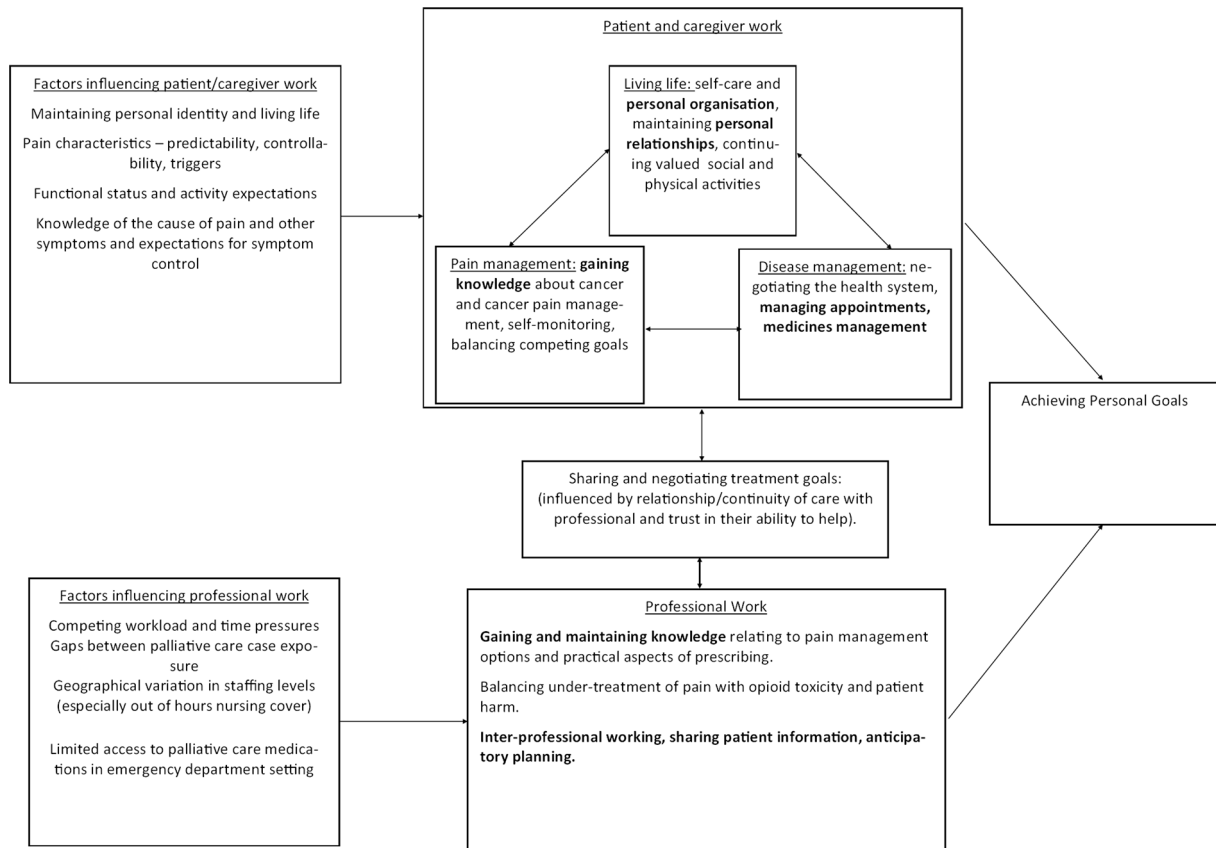 Patient and caregiver work
Factors influencing patient/caregiver work
Maintaining personal identity and living life
Pain characteristics – predictability, controlla-
bility, triggers
Functional status and activity expectations
Knowledge of the cause of pain and other
symptoms and expectations for symptom
control
Living life: self-care and
personal organisation,
maintaining personal
relationships, continu-
ing valued social and
physical activities
Pain management: gaining
knowledge about cancer
and cancer pain manage-
ment, self-monitoring,
balancing competing goals
Disease management: ne-
gotiating the health system,
managing appointments,
medicines management
Achieving Personal Goals
Sharing and negotiating treatment goals:
(influenced by relationship/continuity of care with
professional and trust in their ability to help).
Factors influencing professional work
Competing workload and time pressures
Gaps between palliative care case expo-
sure
Geographical variation in staffing levels
(especially out of hours nursing cover)
Limited access to palliative care medica-
tions in emergency department setting
Professional Work
Gaining and maintaining knowledge relating to pain management
options and practical aspects of prescribing.
Balancing under-treatment of pain with opioid toxicity and patient
harm.
Inter-professional working, sharing patient information, anticipa-
tory planning.